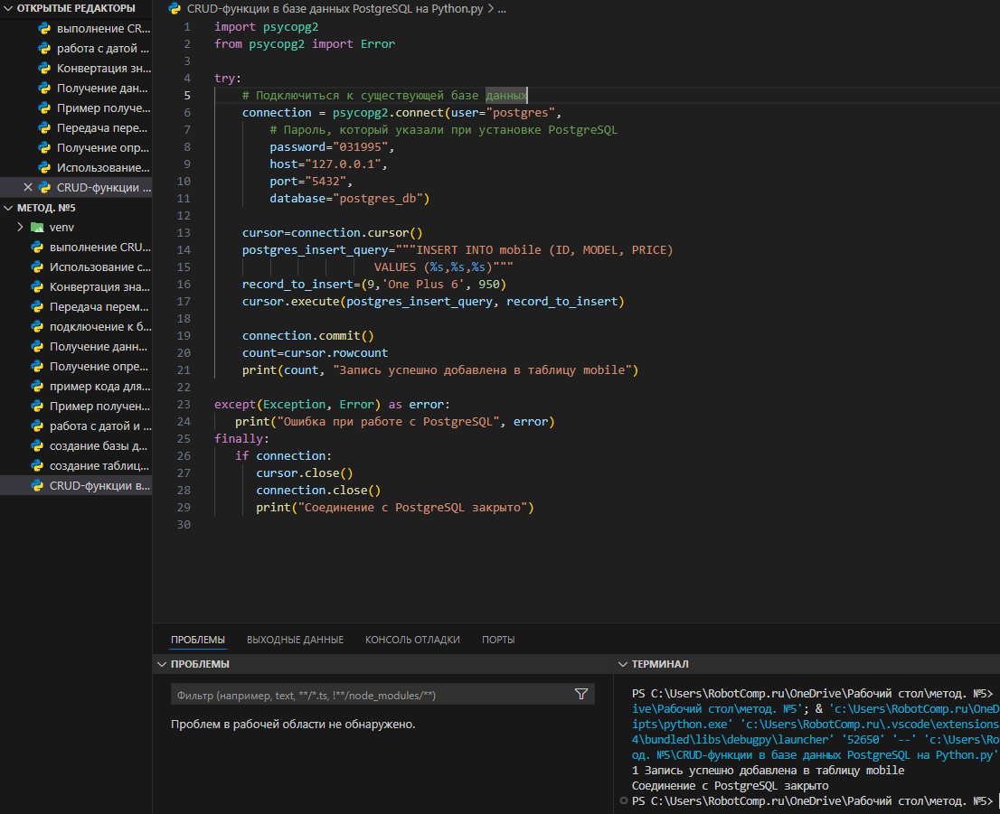 ОТКРЫТЫЕ РЕДАКТОРЫ
выполнение CR...
работа с датой ...
Конвертация зн...
Получение дан...
Пример получе...
Передача пере...
Получение опр...
Использование...
CRUD-функции ...
МЕТОД. №5
venv
выполнение CRU...
Использование с...
Конвертация зна...
Передача перем...
подключение к б...
Получение данн...
Получение опре...
пример кода для...
Пример получен...
работа с датой и ...
создание базы д...
создание таблиц...
CRUD-функции в...
CRUD-функции в базе данных PostgreSQL на Python.py > ...
1 import psycopg2
2 from psycopg2 import Error
3
4 try:
5 # Подключиться к существующей базе данных
6 connection = psycopg2.connect(user="postgres",
7 # Пароль, который указали при установке PostgreSQL
8 password="031995",
9 host="127.0.0.1",
10 port="5432",
11 database="postgres_db")
12
13 cursor=connection.cursor()
14 postgres_insert_query="""INSERT INTO mobile (ID, MODEL, PRICE)
15 VALUES (%s,%s,%s)"""
16 record_to_insert=(9,'One Plus 6', 950)
17 cursor.execute(postgres_insert_query, record_to_insert)
18
19 connection.commit()
20 count=cursor.rowcount
21 print(count, "Запись успешно добавлена в таблицу mobile")
22
23 except(Exception, Error) as error:
24 print("Ошибка при работе с PostgreSQL", error)
25 finally:
26 if connection:
27 cursor.close()
28 connection.close()
29 print("Соединение с PostgreSQL закрыто")
30
ПРОБЛЕМЫ ВЫХОДНЫЕ ДАННЫЕ КОНСОЛЬ ОТЛАДКИ ПОРТЫ
ПРОБЛЕМЫ
Фильтр (например, text, **/*.ts, !**/node_modules/**)
Проблем в рабочей области не обнаружено.
ТЕРМИНАЛ
PS C:\Users\RobotComp.ru\OneDrive\Рабочий стол\метод. №5>
ive\Рабочий стол\метод. №5'; & 'c:\Users\RobotComp.ru\OneD
ipts\python.exe' 'c:\Users\RobotComp.ru\.vscode\extensions
4\bundled\libs\debugpy\launcher' '52650' '--' 'c:\Users\Ro
од. №5\CRUD-функции в базе данных PostgreSQL на Python.py'
1 Запись успешно добавлена в таблицу mobile
Соединение с PostgreSQL закрыто
PS C:\Users\RobotComp.ru\OneDrive\Рабочий стол\метод. №5>